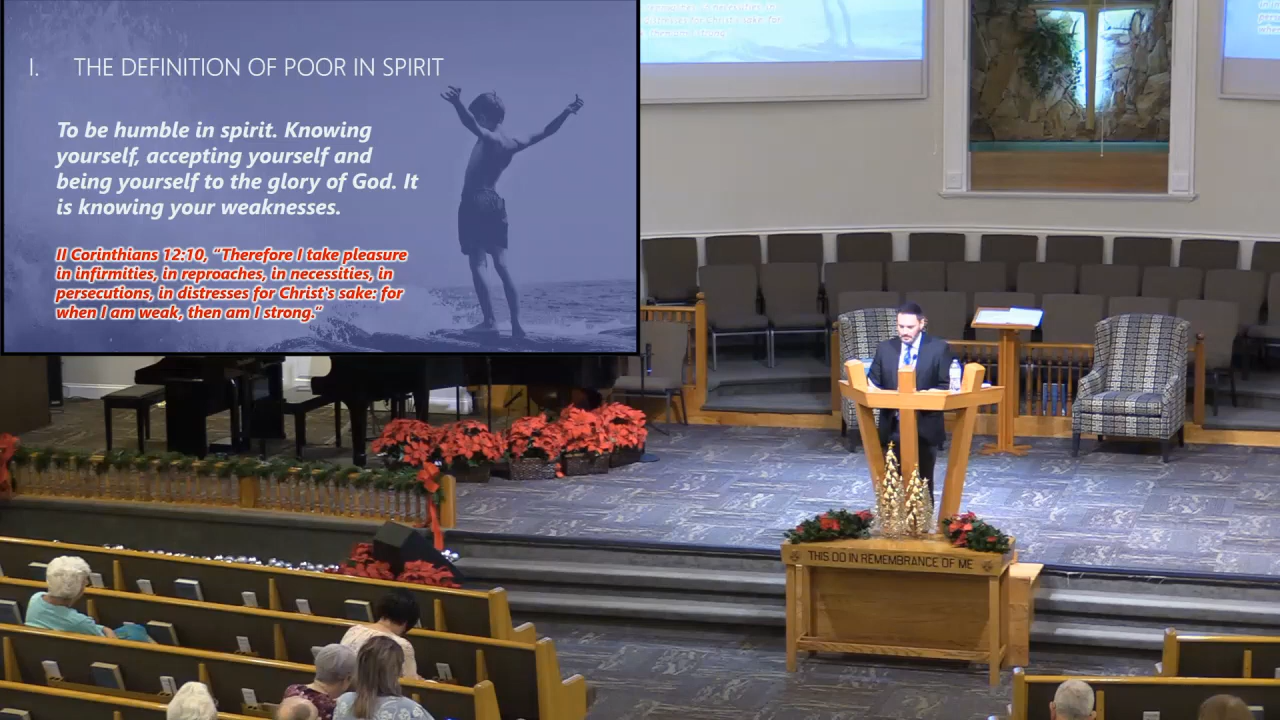 I. THE DEFINITION OF POOR IN SPIRIT
To be humble in spirit. Knowing
yourself, accepting yourself and
being yourself to the glory of God. It
is knowing your weaknesses.
II Corinthians 12:10, "Therefore I take pleasure
in infirmities, in reproaches, in necessities, in
persecutions, in distresses for Christ's sake: for
when I am weak, then am I strong."
THIS DO IN REMEMBRANCE OF ME